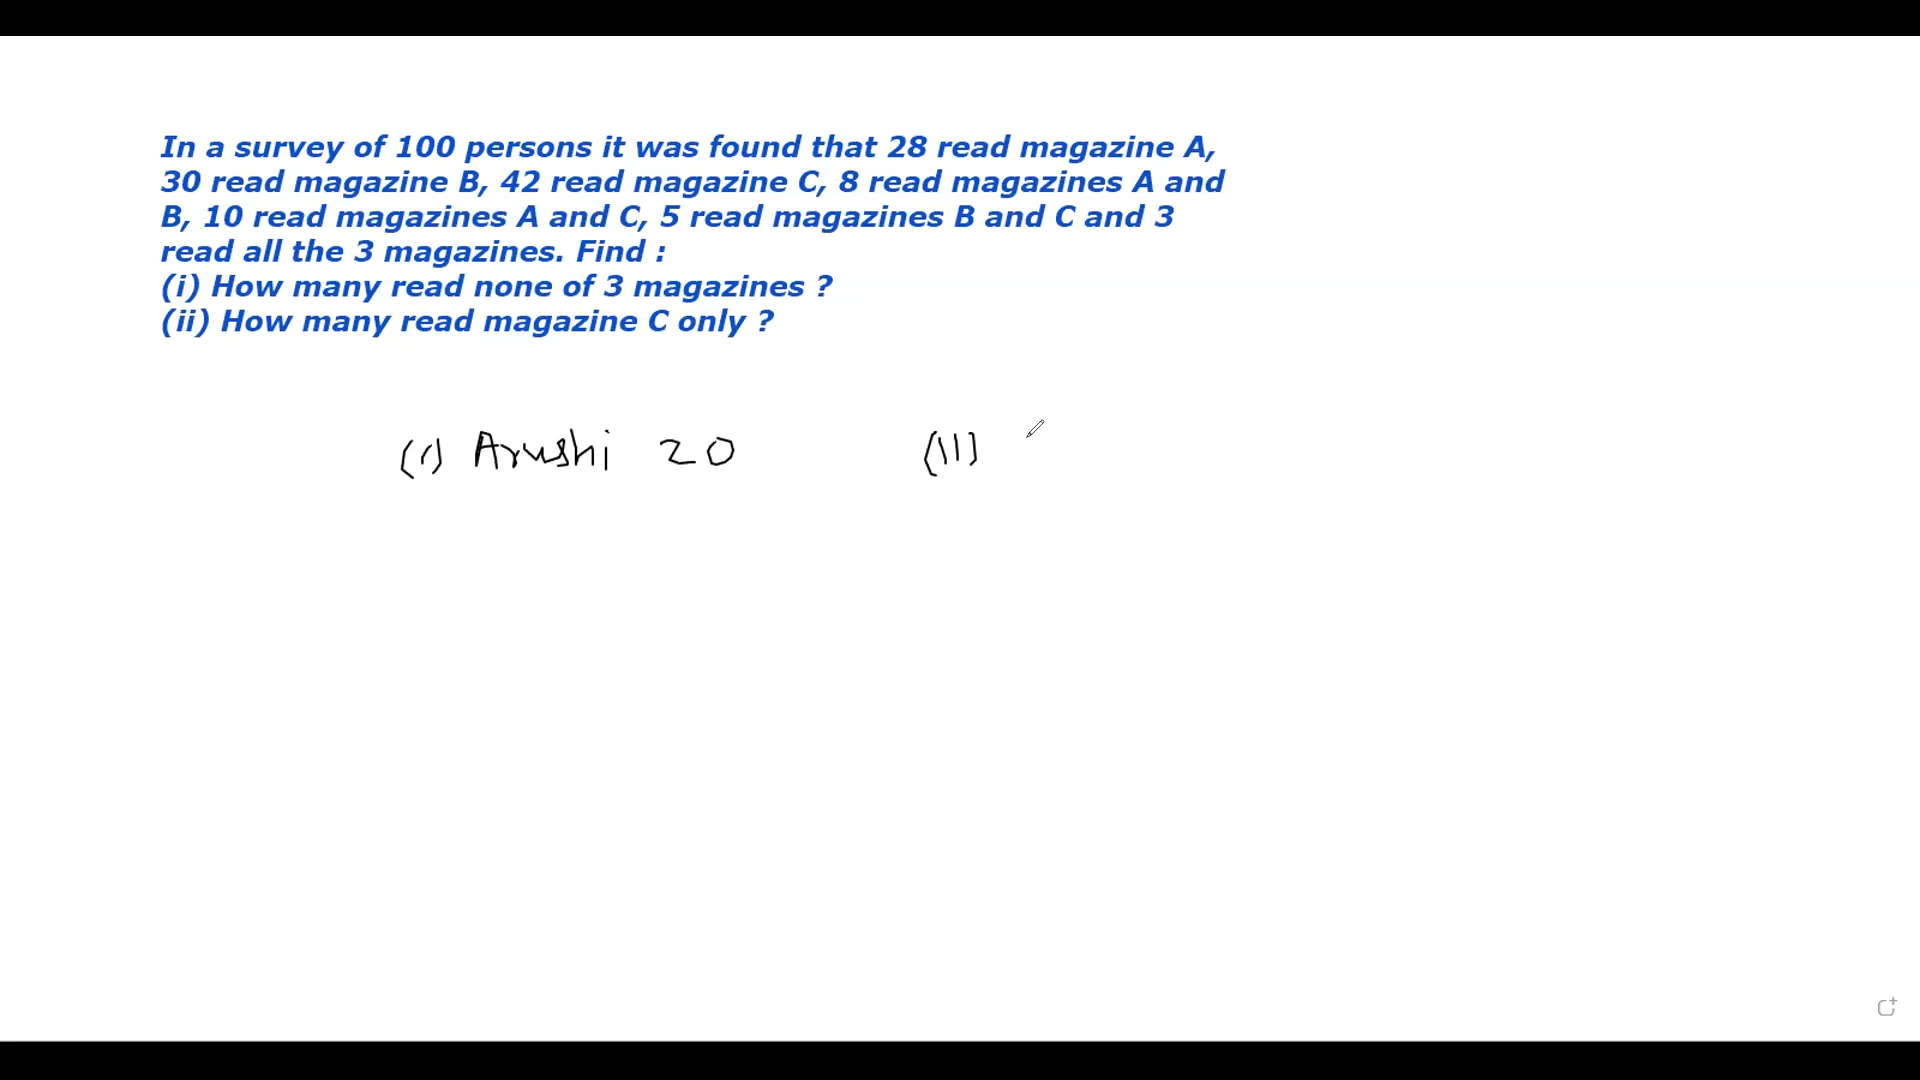 In a survey of 100 persons it was found that 28 read magazine A,
30 read magazine B, 42 read magazine C, 8 read magazines A and
B, 10 read magazines A and C, 5 read magazines B and C and 3
read all the 3 magazines. Find :
(i) How many read none of 3 magazines ?
(ii) How many read magazine C only ?
(i) Arushi 20 (11)